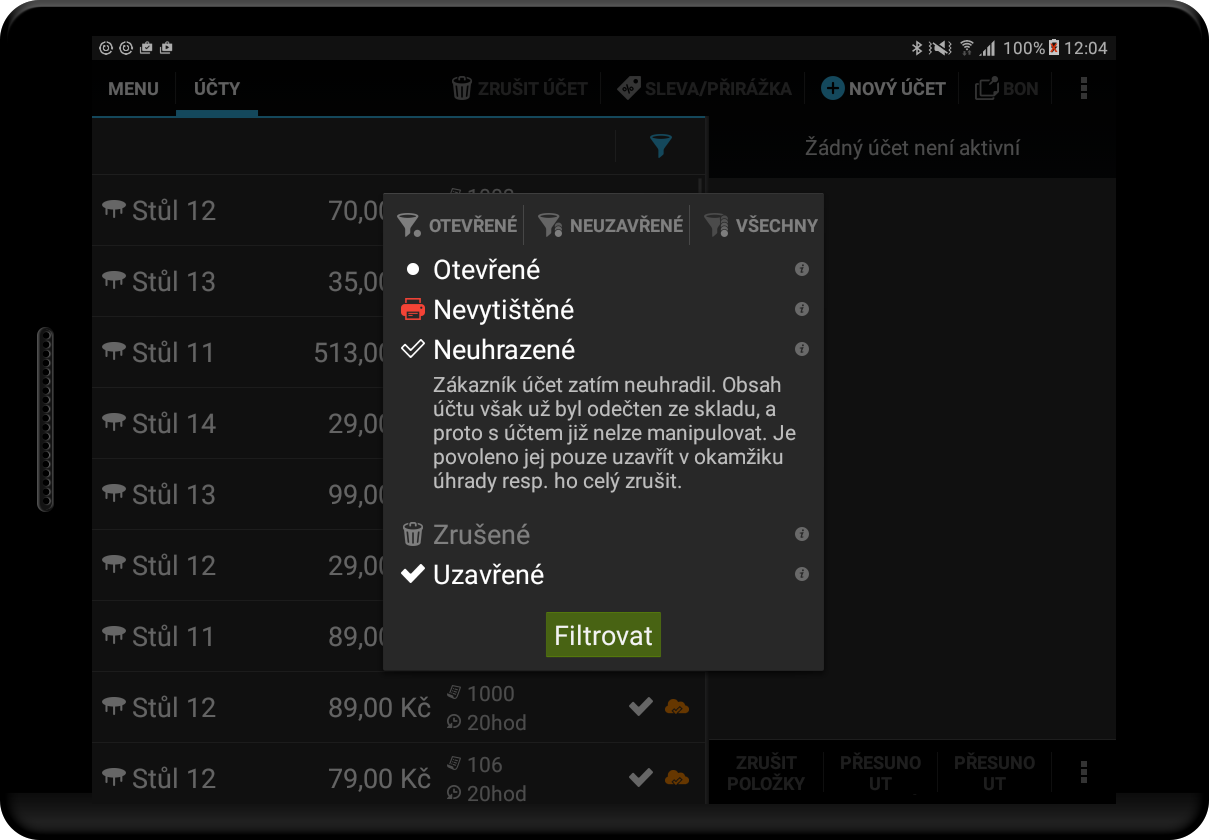 100% 12:04
MENU ÚČTY ZRUŠIT ÚČET SLEVA/PŘIRÁŽKA NOVÝ ÚČET BON
Žádný účet není aktivní
Stůl 12 70,00 1000
OTEVŘENÉ NEUZAVŘENÉ VŠECHNY
Otevřené
Stůl 13 35,00
Nevytištěné
Stůl 11 513,00
Neuhrazené
Zákazník účet zatím neuhradil. Obsah
účtu však už byl odečten ze skladu, a
proto s účtem již nelze manipulovat. Je
povoleno jej pouze uzavřít v okamžiku
úhrady resp. ho celý zrušit.
Stůl 14 29,00
Stůl 13 99,00
Zrušené
Stůl 12 29,00
Uzavřené
Stůl 11 89,00
Filtrovat
Stůl 12 89,00 Kč 1000
20hod
Stůl 12 79,00 Kč 106
20hod
ZRUŠIT
POLOŽKY
PŘESUNO
UT
PŘESUNO
UT